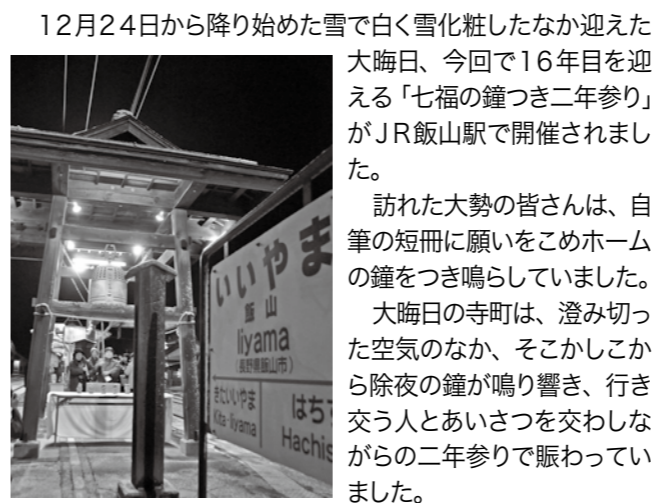 １２月２４日から降り始めた雪で白く雪化粧したなか迎えた
大晦日、今回で１６年目を迎
える「七福の鐘つき二年参り」
がＪＲ飯山駅で開催されまし
た。
訪れた大勢の皆さんは、自
筆の短冊に願いをこめホーム
の鐘をつき鳴らしていました。
大晦日の寺町は、澄み切っ
た空気のなか、そこかしこか
ら除夜の鐘が鳴り響き、行き
交う人とあいさつを交わしな
がらの二年参りで賑わってい
ました。
いいやま
飯山
Iiyama
(長野県飯山市)
きたいいやま
Kita-Iiyama
はち
Hachis